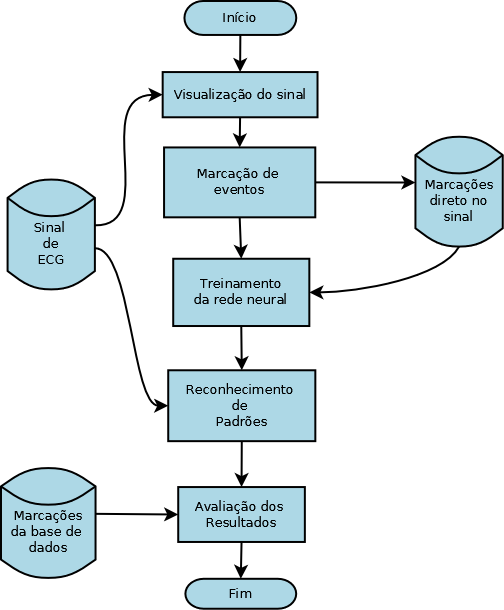 Início
Visualização do sinal
Marcação de
eventos
Marcações
direto no
sinal
Sinal
de
ECG
Treinamento
da rede neural
Reconhecimento
de
Padrões
Avaliação dos
Resultados
Marcações
da base de
dados
Fim